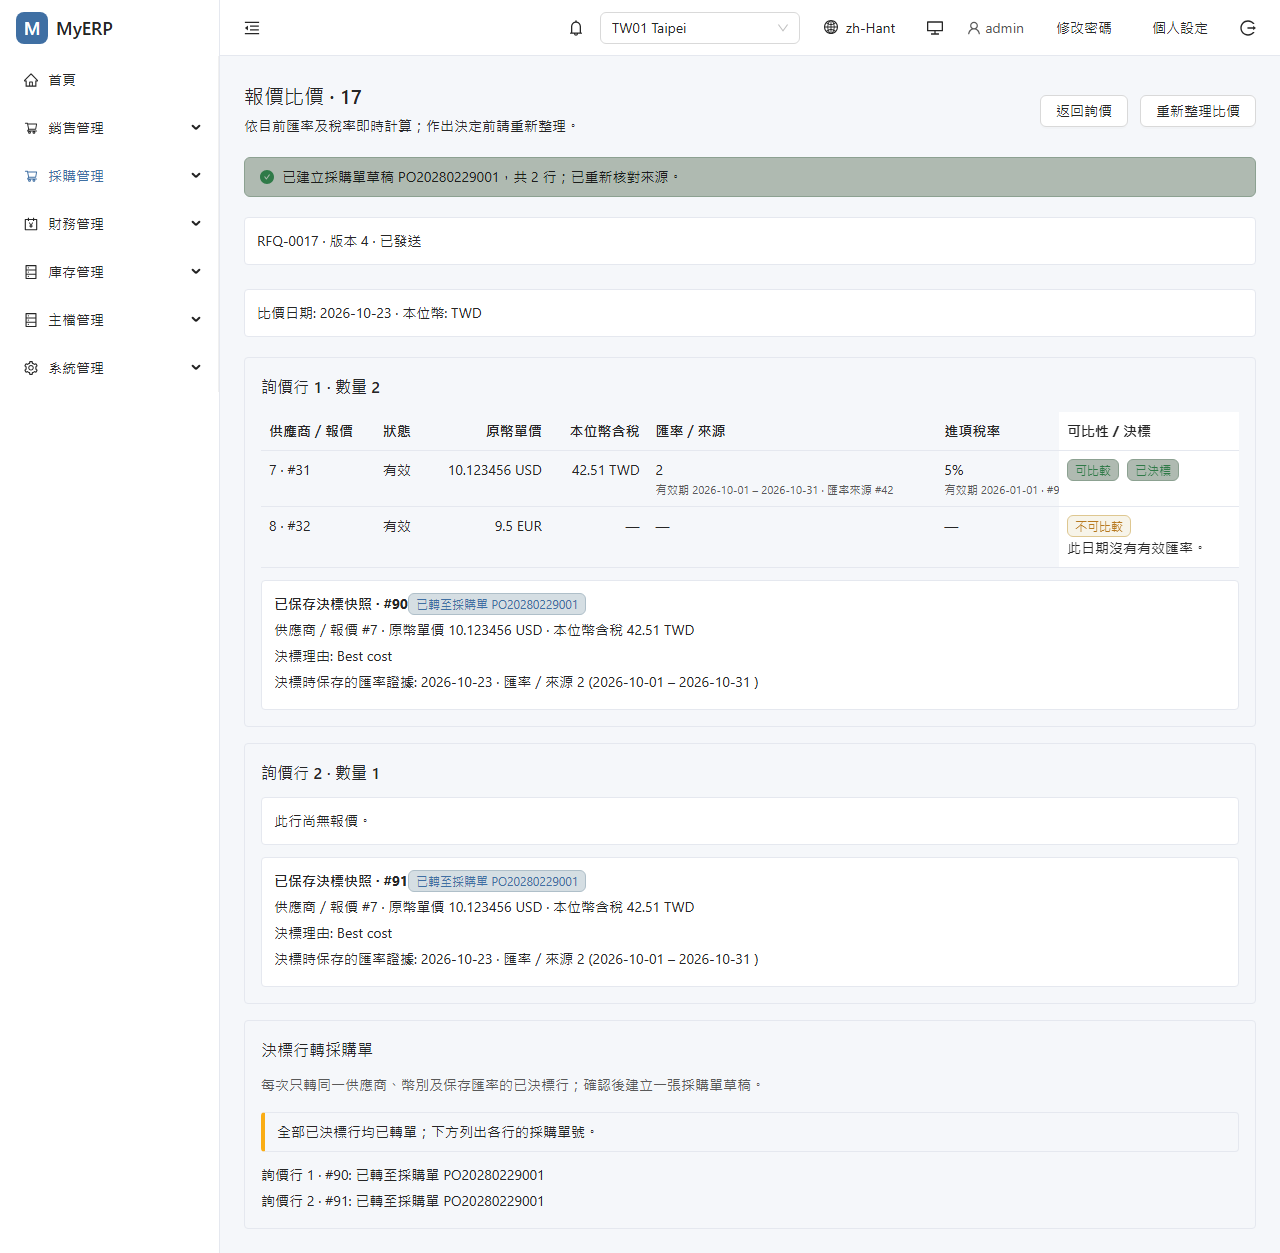 M MyERP
TW01 Taipei
zh-Hant
admin
修改密碼
個人設定
首頁
銷售管理
採購管理
財務管理
庫存管理
主檔管理
系統管理
報價比價 · 17
依目前匯率及稅率即時計算；作出決定前請重新整理。
返回詢價
重新整理比價
已建立採購單草稿 PO20280229001，共 2 行；已重新核對來源。
RFQ-0017 · 版本 4 · 已發送
比價日期: 2026-10-23 · 本位幣: TWD
詢價行 1 · 數量 2
供應商 / 報價 狀態 原幣單價 本位幣含稅 匯率 / 來源 進項稅率 可比性 / 決標
7 · #31 有效 10.123456 USD 42.51 TWD 2 5% 可比較 已決標
有效期 2026-10-01 – 2026-10-31 · 匯率來源 #42 有效期 2026-01-01 · #9
8 · #32 有效 9.5 EUR — — — 不可比較
此日期沒有有效匯率。
已保存決標快照 · #90 已轉至採購單 PO20280229001
供應商 / 報價 #7 · 原幣單價 10.123456 USD · 本位幣含稅 42.51 TWD
決標理由: Best cost
決標時保存的匯率證據: 2026-10-23 · 匯率 / 來源 2 (2026-10-01 – 2026-10-31 )
詢價行 2 · 數量 1
此行尚無報價。
已保存決標快照 · #91 已轉至採購單 PO20280229001
供應商 / 報價 #7 · 原幣單價 10.123456 USD · 本位幣含稅 42.51 TWD
決標理由: Best cost
決標時保存的匯率證據: 2026-10-23 · 匯率 / 來源 2 (2026-10-01 – 2026-10-31 )
決標行轉採購單
每次只轉同一供應商、幣別及保存匯率的已決標行；確認後建立一張採購單草稿。
全部已決標行均已轉單；下方列出各行的採購單號。
詢價行 1 · #90: 已轉至採購單 PO20280229001
詢價行 2 · #91: 已轉至採購單 PO20280229001